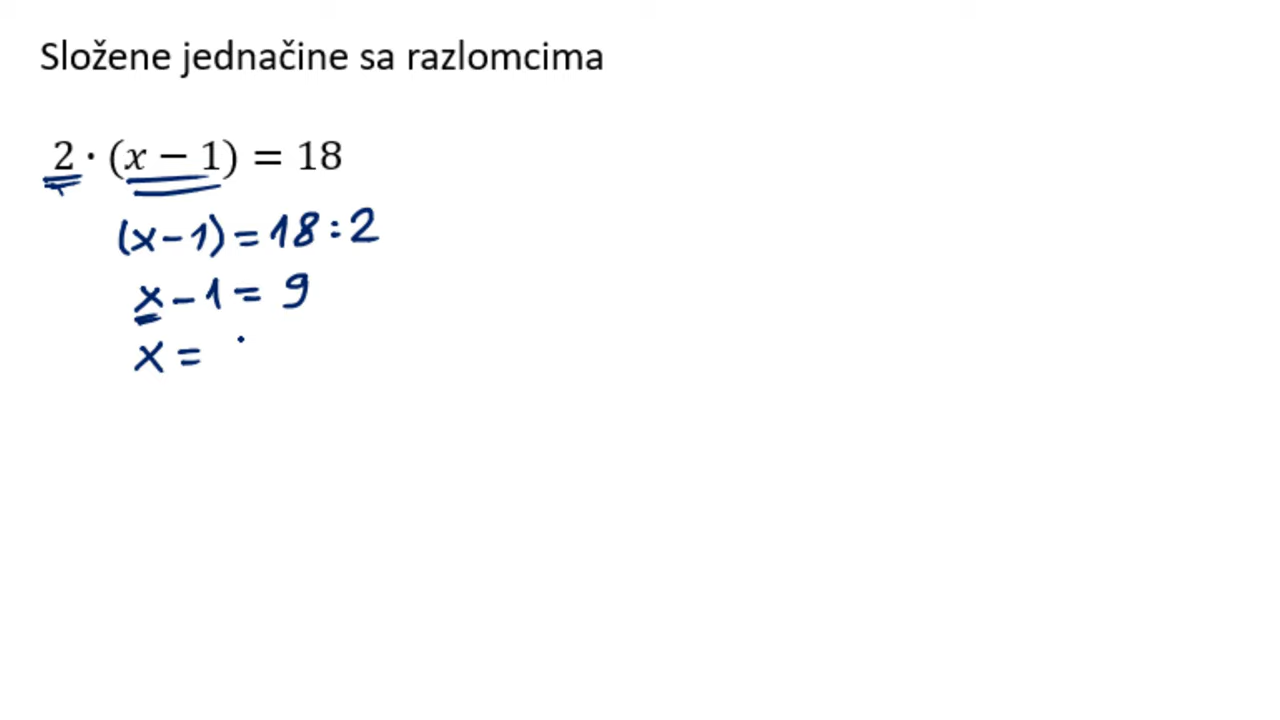 Složene jednačine sa razlomcima
2 · (x − 1) = 18
(x − 1) = 18 : 2
x − 1 = 9
x =